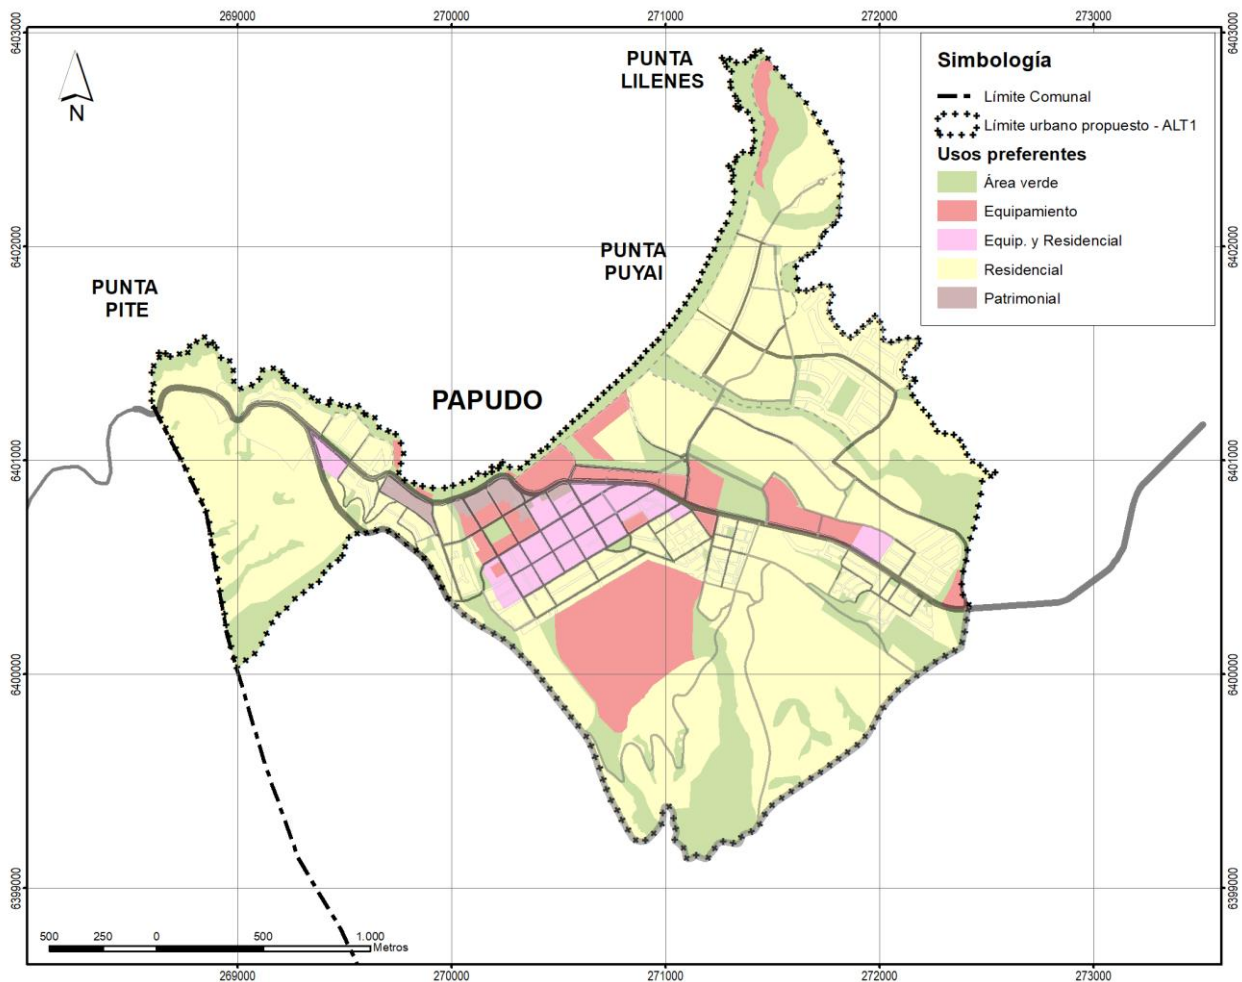 269000 270000 271000 272000 273000
6403000 6403000
PUNTA
LILENES
N
Simbología
Límite Comunal
Límite urbano propuesto - ALT1
Usos preferentes
Área verde
Equipamiento
Equip. y Residencial
Residencial
Patrimonial
6402000 6402000
PUNTA
PUYAI
PUNTA
PITE
PAPUDO
6401000 6401000
6400000 6400000
6399000 6399000
500 250 0 500 1.000
Metros
269000 270000 271000 272000 273000